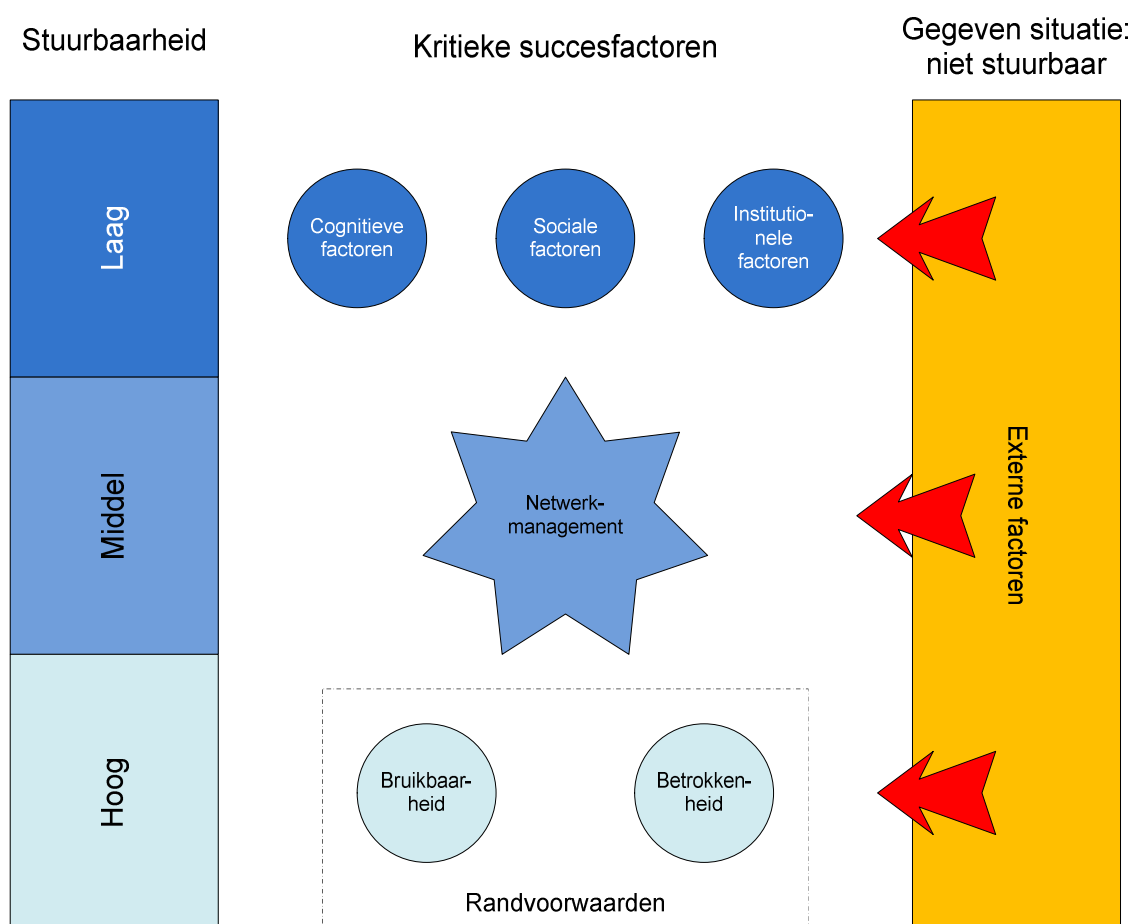 Stuurbaarheid
Kritieke succesfactoren
Gegeven situatie:
niet stuurbaar
Laag
Cognitieve
factoren
Sociale
factoren
Institutio-
nele
factoren
Middel
Netwerk-
management
Externe factoren
Hoog
Bruikbaar-
heid
Betrokken-
heid
Randvoorwaarden